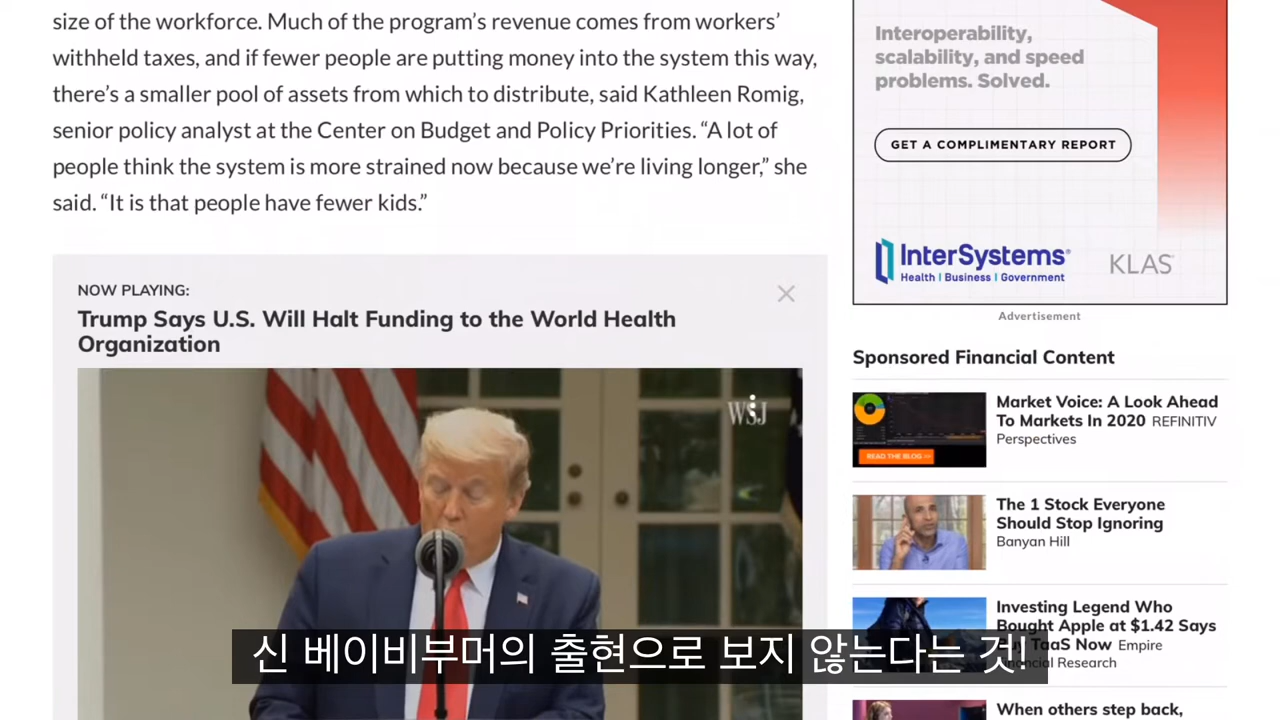 size of the workforce. Much of the program’s revenue comes from workers’
withheld taxes, and if fewer people are putting money into the system this way,
there’s a smaller pool of assets from which to distribute, said Kathleen Romig,
senior policy analyst at the Center on Budget and Policy Priorities. “A lot of
people think the system is more strained now because we’re living longer,” she
said. “It is that people have fewer kids.”
NOW PLAYING:
Trump Says U.S. Will Halt Funding to the World Health
Organization
WSJ
Interoperability,
scalability, and speed
problems. Solved.
GET A COMPLIMENTARY REPORT
InterSystems®
Health | Business | Government
KLAS
Advertisement
Sponsored Financial Content
Market Voice: A Look Ahead
To Markets In 2020 REFINITIV
Perspectives
READ THE BLOG >>
The 1 Stock Everyone
Should Stop Ignoring
Banyan Hill
Investing Legend Who
Bought Apple at $1.42 Says
TaaS Now Empire
Research
When others step back,
신 베이비부머의 출현으로 보지 않는다는 것!